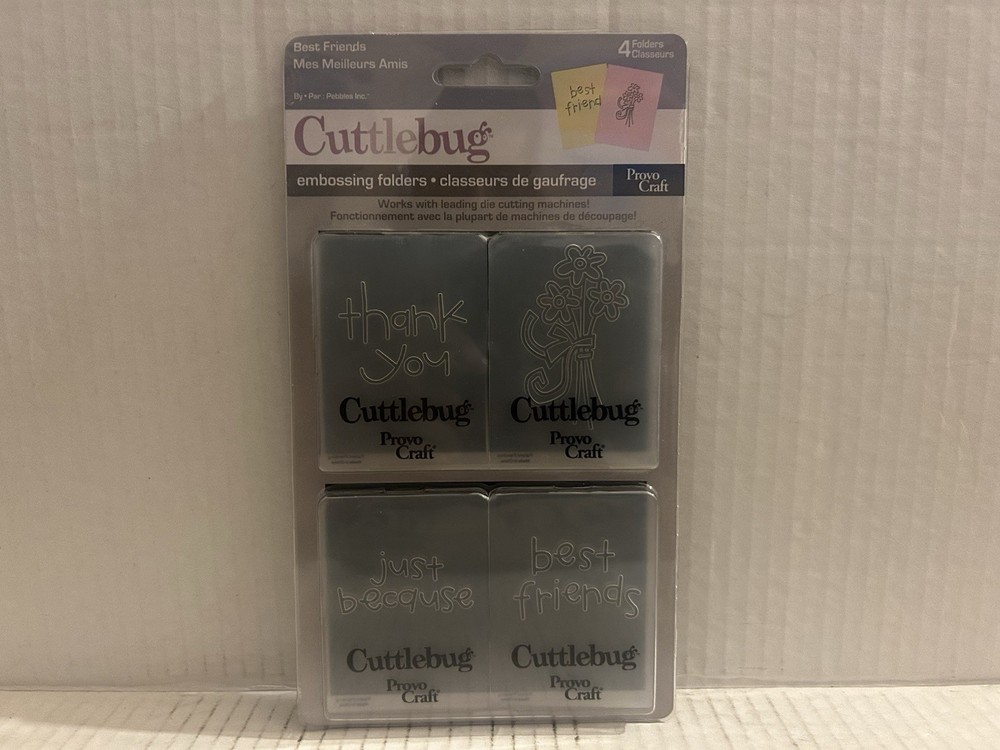 Best Friends
Mes Meilleurs Amis
By • Par : Pebbles Inc.
4 Folders
Classeurs
best
friend
Cuttlebug
embossing folders • classeurs de gaufrage
Provo
Craft
Works with leading die cutting machines!
Fonctionnement avec la plupart de machines de découpage!
thank
you
Cuttlebug
Provo
Craft
Cuttlebug
Provo
Craft
just
because
Cuttlebug
Provo
Craft
best
friends
Cuttlebug
Provo
Craft